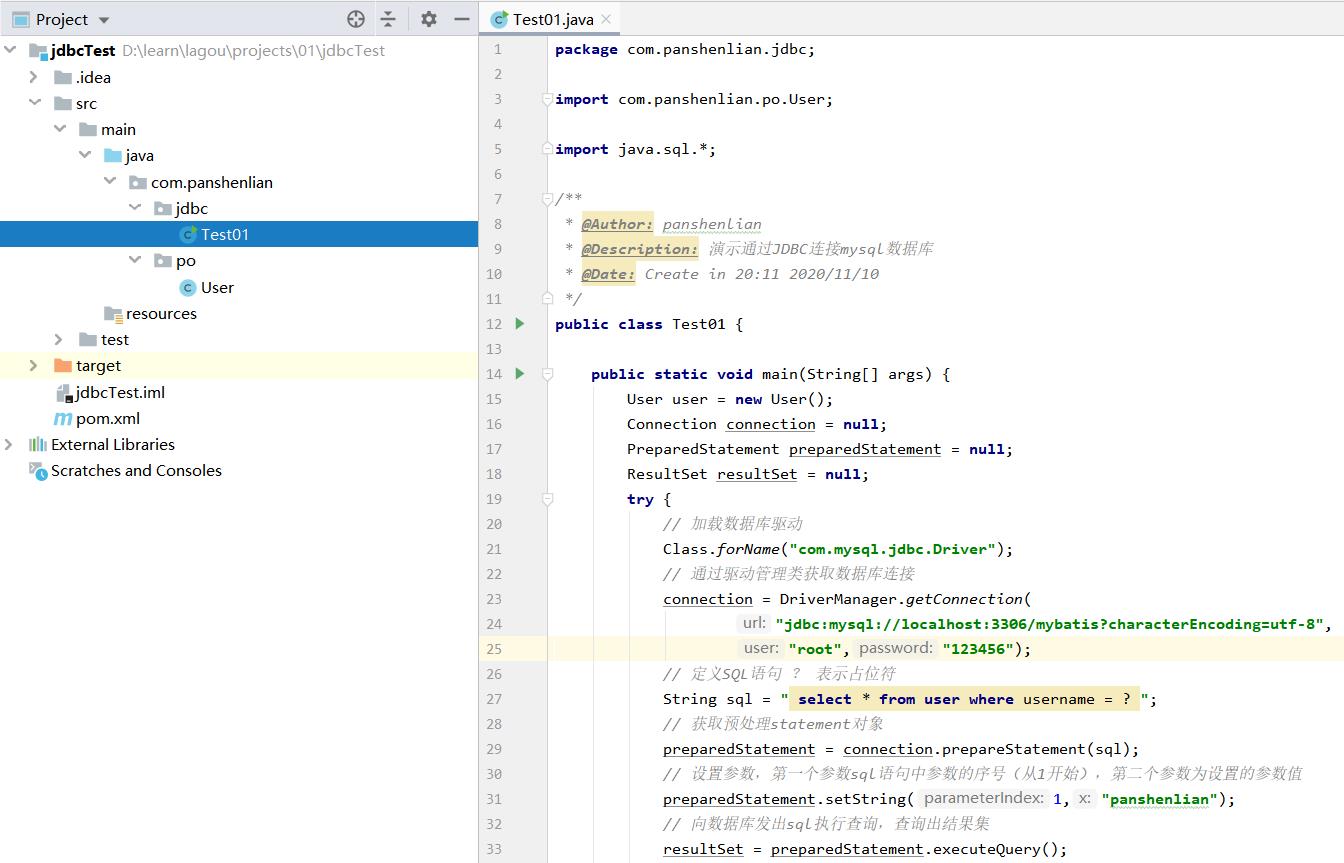 Project
jdbcTest D:\learn\lagou\projects\01\jdbcTest
.idea
src
main
java
com.panshenlian
jdbc
Test01
po
User
resources
test
target
jdbcTest.iml
pom.xml
External Libraries
Scratches and Consoles
Test01.java
1 package com.panshenlian.jdbc;
2
3 import com.panshenlian.po.User;
4
5 import java.sql.*;
6
7 /**
8 * @Author: panshenlian
9 * @Description: 演示通过JDBC连接mysql数据库
10 * @Date: Create in 20:11 2020/11/10
11 */
12 public class Test01 {
13
14 public static void main(String[] args) {
15 User user = new User();
16 Connection connection = null;
17 PreparedStatement preparedStatement = null;
18 ResultSet resultSet = null;
19 try {
20 // 加载数据库驱动
21 Class.forName("com.mysql.jdbc.Driver");
22 // 通过驱动管理类获取数据库连接
23 connection = DriverManager.getConnection(
24 url: "jdbc:mysql://localhost:3306/mybatis?characterEncoding=utf-8",
25 user: "root", password: "123456");
26 // 定义SQL语句 ? 表示占位符
27 String sql = " select * from user where username = ? ";
28 // 获取预处理statement对象
29 preparedStatement = connection.prepareStatement(sql);
30 // 设置参数，第一个参数sql语句中参数的序号（从1开始），第二个参数为设置的参数值
31 preparedStatement.setString( parameterIndex: 1, x: "panshenlian");
32 // 向数据库发出sql执行查询，查询出结果集
33 resultSet = preparedStatement.executeQuery();